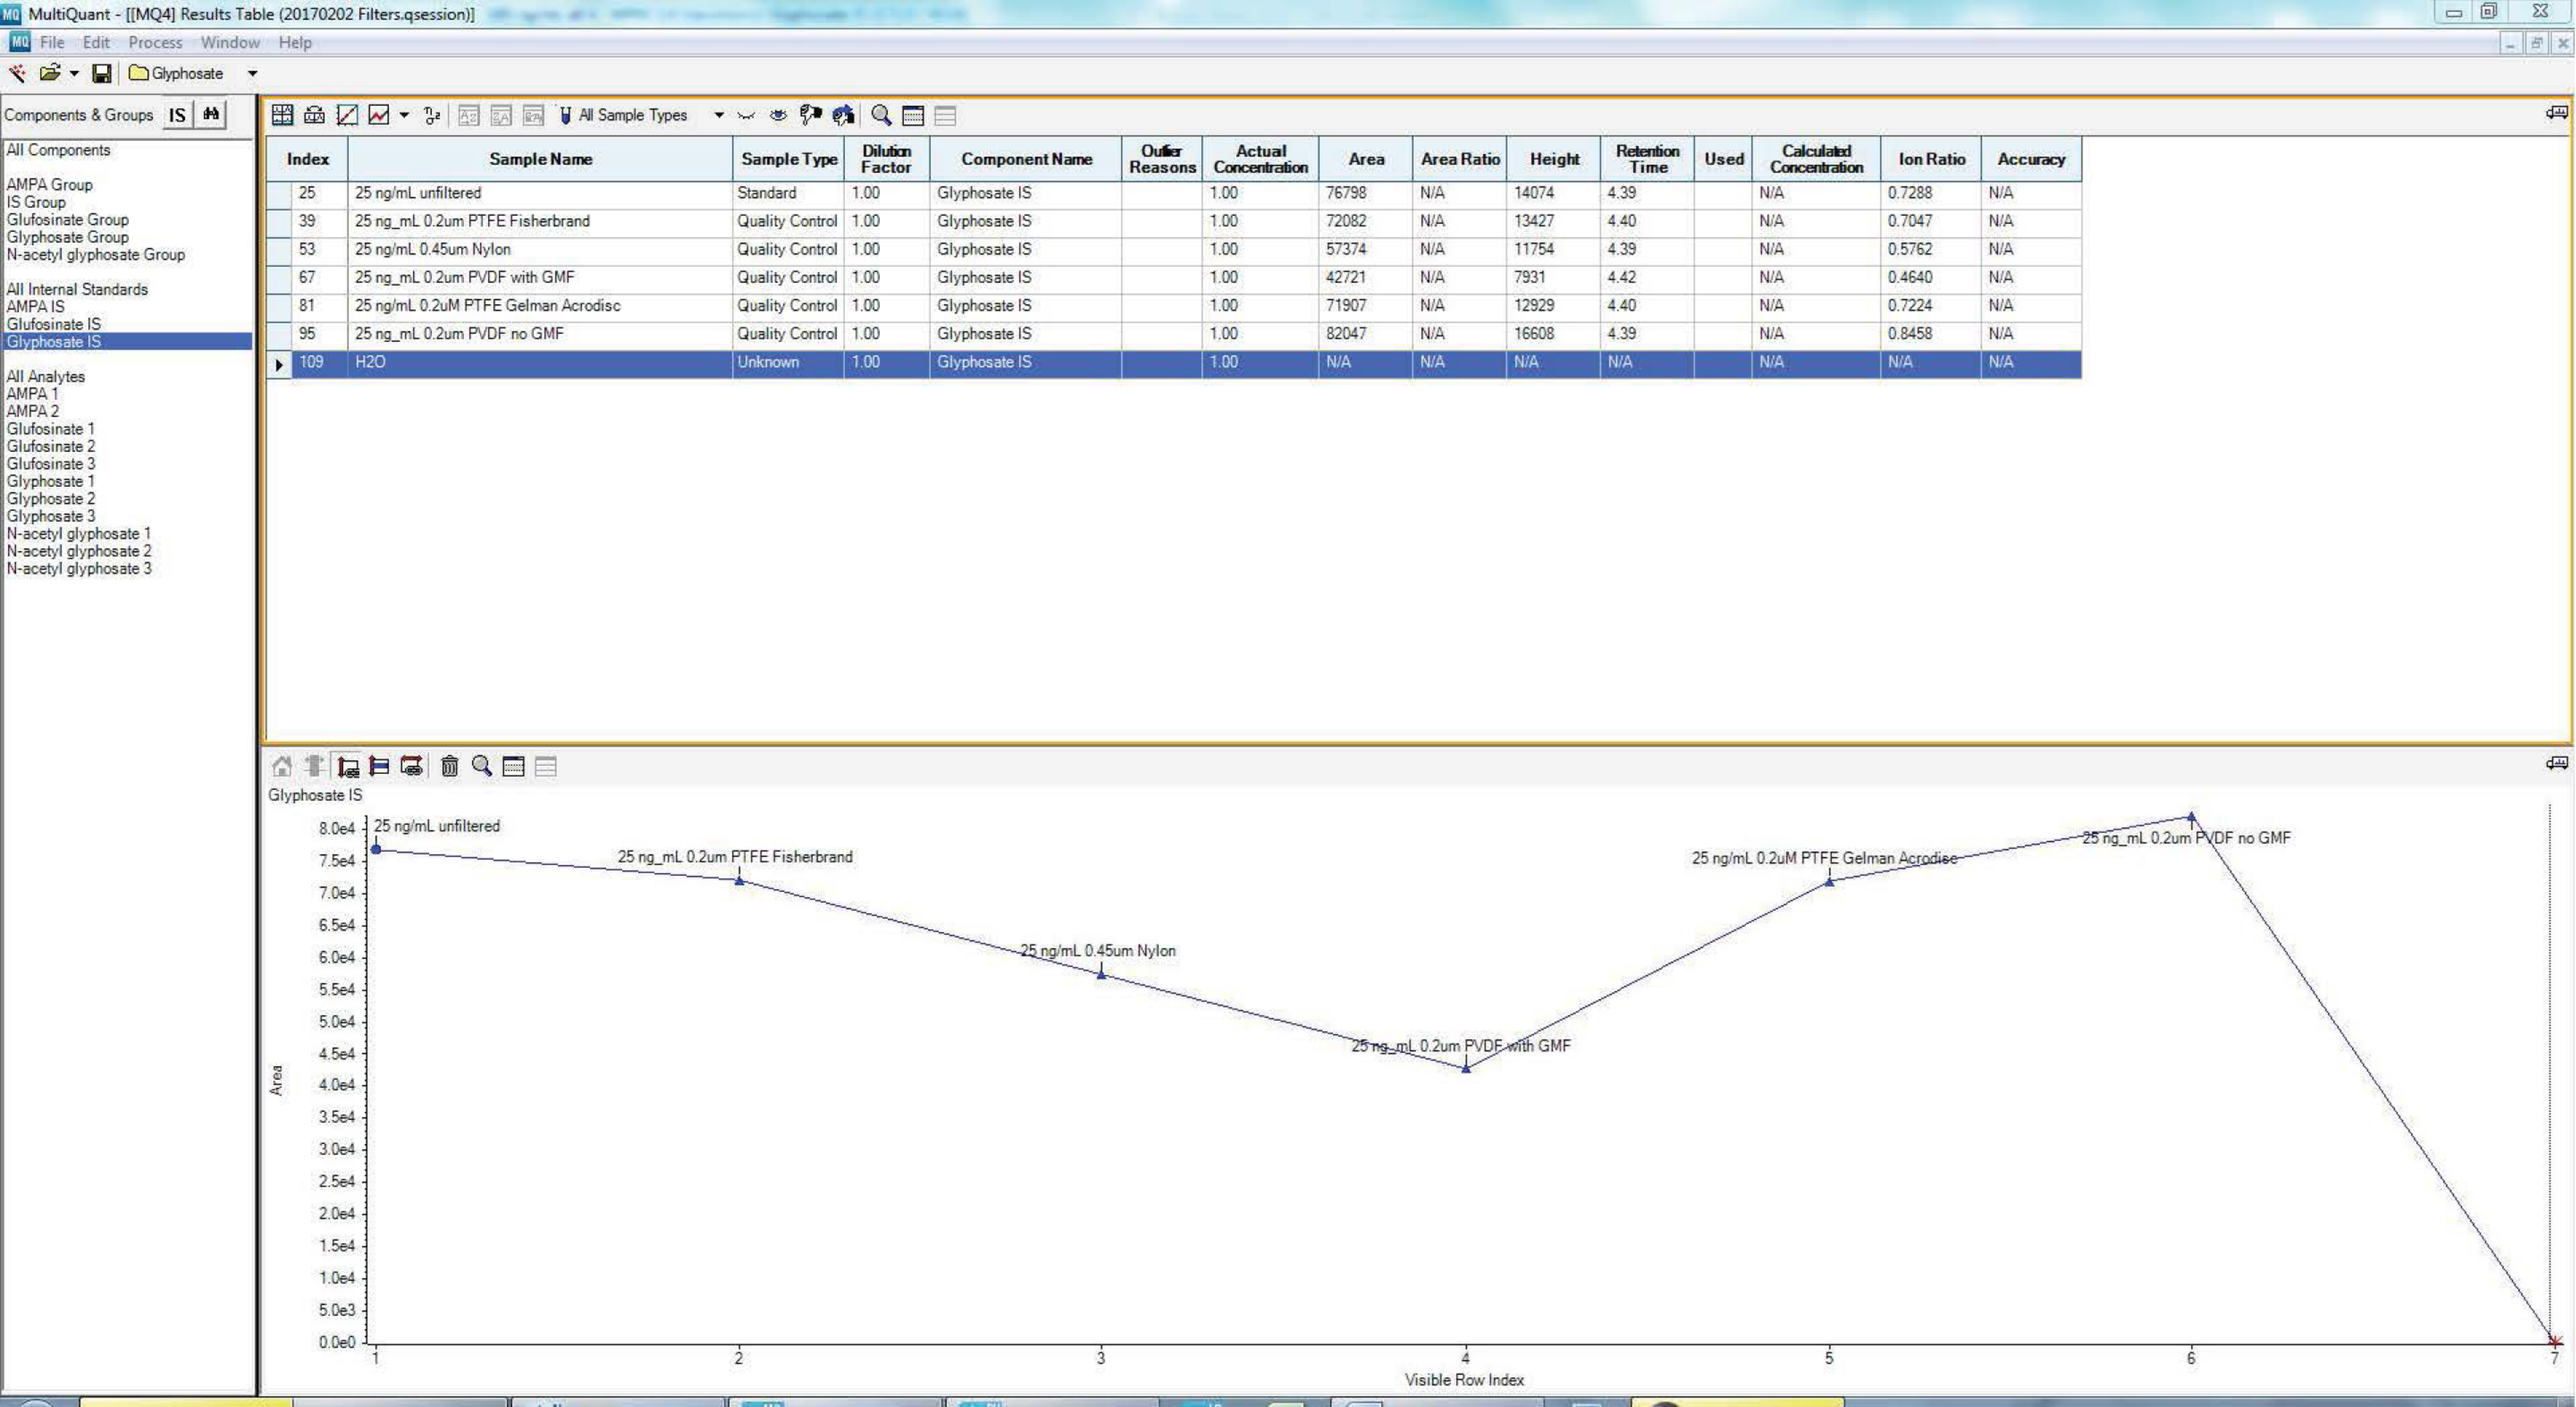 MultiQuant - [[MQ4] Results Table (20170202 Filters.qsession)]
File Edit Process Window Help
Glyphosate
Components & Groups IS
All Components
AMPA Group
IS Group
Glufosinate Group
Glyphosate Group
N-acetyl glyphosate Group
All Internal Standards
AMPA IS
Glufosinate IS
Glyphosate IS
All Analytes
AMPA 1
AMPA 2
Glufosinate 1
Glufosinate 2
Glufosinate 3
Glyphosate 1
Glyphosate 2
Glyphosate 3
N-acetyl glyphosate 1
N-acetyl glyphosate 2
N-acetyl glyphosate 3
All Sample Types
Index Sample Name Sample Type Dilution Factor Component Name Outlier Reasons Actual Concentration Area Area Ratio Height Retention Time Used Calculated Concentration Ion Ratio Accuracy
25 25 ng/mL unfiltered Standard 1.00 Glyphosate IS 1.00 76798 N/A 14074 4.39 N/A 0.7288 N/A
39 25 ng_mL 0.2um PTFE Fisherbrand Quality Control 1.00 Glyphosate IS 1.00 72082 N/A 13427 4.40 N/A 0.7047 N/A
53 25 ng/mL 0.45um Nylon Quality Control 1.00 Glyphosate IS 1.00 57374 N/A 11754 4.39 N/A 0.5762 N/A
67 25 ng_mL 0.2um PVDF with GMF Quality Control 1.00 Glyphosate IS 1.00 42721 N/A 7931 4.42 N/A 0.4640 N/A
81 25 ng/mL 0.2uM PTFE Gelman Acrodisc Quality Control 1.00 Glyphosate IS 1.00 71907 N/A 12929 4.40 N/A 0.7224 N/A
95 25 ng_mL 0.2um PVDF no GMF Quality Control 1.00 Glyphosate IS 1.00 82047 N/A 16608 4.39 N/A 0.8458 N/A
109 H2O Unknown 1.00 Glyphosate IS 1.00 N/A N/A N/A N/A N/A N/A N/A
Glyphosate IS
8.0e4
7.5e4
7.0e4
6.5e4
6.0e4
5.5e4
5.0e4
4.5e4
4.0e4
3.5e4
3.0e4
2.5e4
2.0e4
1.5e4
1.0e4
5.0e3
0.0e0
Area
25 ng/mL unfiltered
25 ng_mL 0.2um PTFE Fisherbrand
25 ng/mL 0.45um Nylon
25 ng_mL 0.2um PVDF with GMF
25 ng/mL 0.2uM PTFE Gelman Acrodisc
25 ng_mL 0.2um PVDF no GMF
1 2 3 4 5 6 7
Visible Row Index